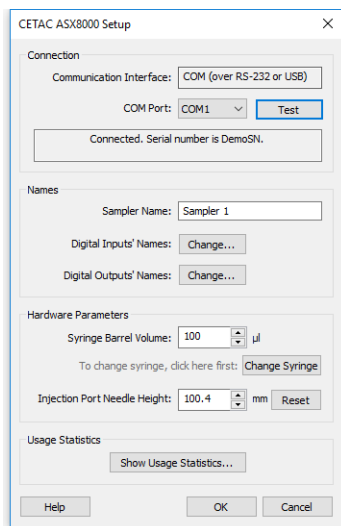 CETAC ASX8000 Setup
Connection
Communication Interface: COM (over RS-232 or USB)
COM Port: COM1 Test
Connected. Serial number is DemoSN.
Names
Sampler Name: Sampler 1
Digital Inputs' Names: Change...
Digital Outputs' Names: Change...
Hardware Parameters
Syringe Barrel Volume: 100 µl
To change syringe, click here first: Change Syringe
Injection Port Needle Height: 100.4 mm Reset
Usage Statistics
Show Usage Statistics...
Help OK Cancel